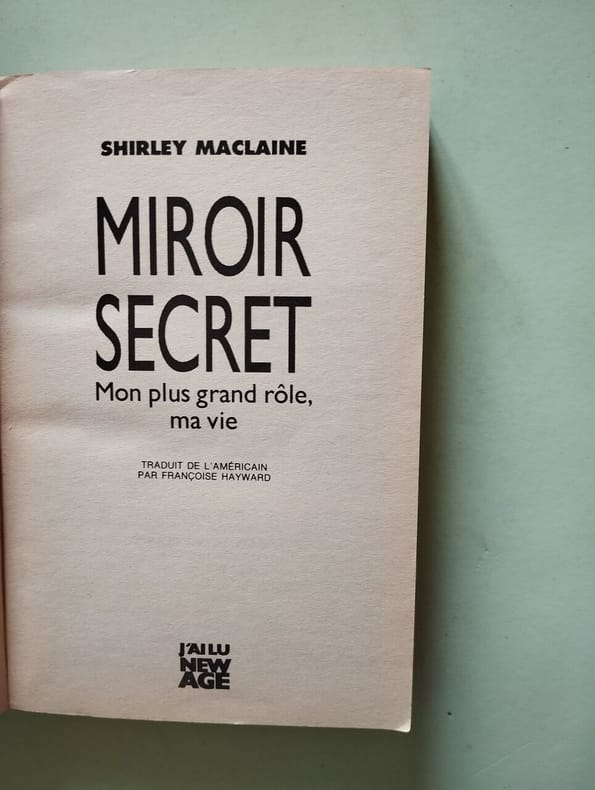 SHIRLEY MACLAINE
MIROIR
SECRET
Mon plus grand rôle,
ma vie
TRADUIT DE L'AMÉRICAIN
PAR FRANÇOISE HAYWARD
J'AI LU
NEW
AGE